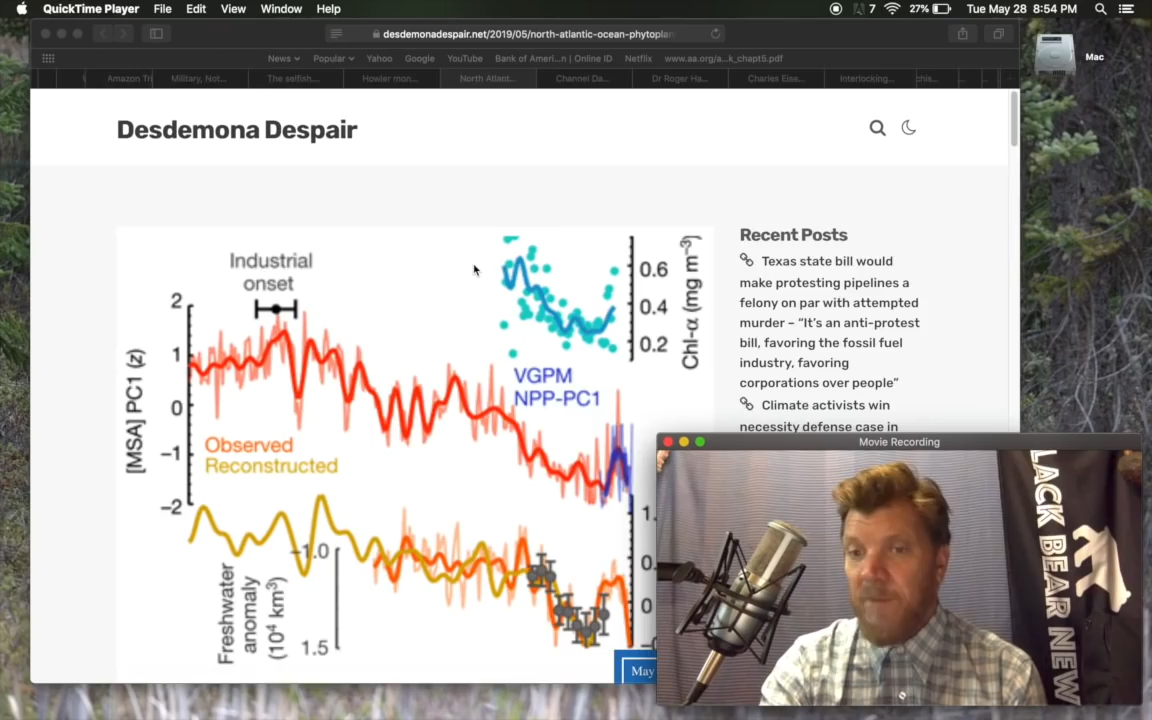 QuickTime Player File Edit View Window Help 7 27% Tue May 28 8:54 PM
desdemonadespair.net/2019/05/north-atlantic-ocean-phytoplan
News Popular Yahoo Google YouTube Bank of Ameri...n | Online ID Netflix www.aa.org/a...k_chapt5.pdf
Amazon Tri Military, Not... The selfish... Howler mon... North Atlant... Channel Da... Dr Roger Ha... Charles Eise... Interlocking... :his...
Mac
Desdemona Despair
Industrial
onset
2
1
0
−1
−2
[MSA] PC1 (z)
0.6
0.4
0.2
Chl-α (mg m⁻³)
VGPM
NPP-PC1
Observed
Reconstructed
−1.0
1.5
Freshwater
anomaly
(10⁴ km³)
1.
0.
0
May
Recent Posts
Texas state bill would
make protesting pipelines a
felony on par with attempted
murder – “It’s an anti-protest
bill, favoring the fossil fuel
industry, favoring
corporations over people”
Climate activists win
necessity defense case in
Movie Recording
LACK BEAR NEW